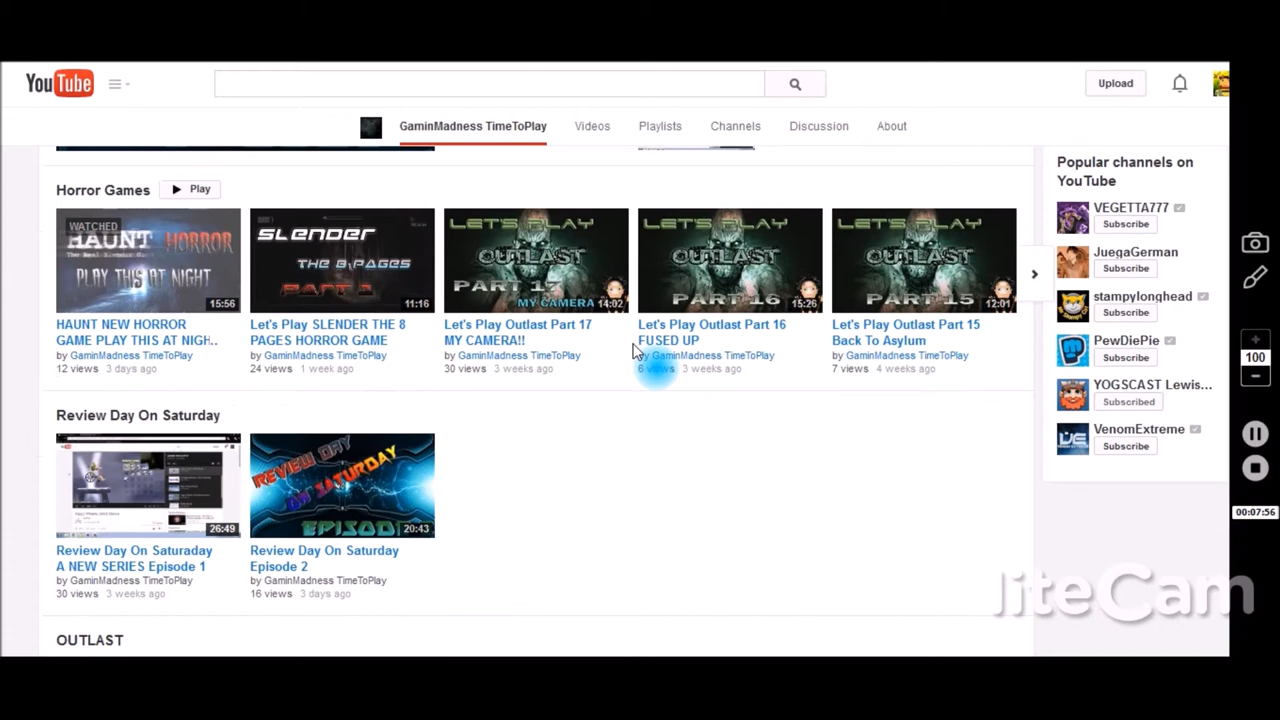 YouTube
Upload
GaminMadness TimeToPlay Videos Playlists Channels Discussion About
Horror Games Play
WATCHED
HAUNT HORROR
PLAY THIS AT NIGHT
15:56
SLENDER
THE 8 PAGES
PART 2
11:16
LET'S PLAY
OUTLAST
PART 17
MY CAMERA
14:02
LET'S PLAY
OUTLAST
PART 16
15:26
LET'S PLAY
OUTLAST
PART 15
12:01
HAUNT NEW HORROR
GAME PLAY THIS AT NIGH..
by GaminMadness TimeToPlay
12 views 3 days ago
Let's Play SLENDER THE 8
PAGES HORROR GAME
by GaminMadness TimeToPlay
24 views 1 week ago
Let's Play Outlast Part 17
MY CAMERA!!
by GaminMadness TimeToPlay
30 views 3 weeks ago
Let's Play Outlast Part 16
FUSED UP
by GaminMadness TimeToPlay
6 views 3 weeks ago
Let's Play Outlast Part 15
Back To Asylum
by GaminMadness TimeToPlay
7 views 4 weeks ago
Review Day On Saturday
26:49
REVIEW DAY
ON SATURDAY
EPISODE
20:43
Review Day On Saturaday
A NEW SERIES Episode 1
by GaminMadness TimeToPlay
30 views 3 weeks ago
Review Day On Saturday
Episode 2
by GaminMadness TimeToPlay
16 views 3 days ago
OUTLAST
Popular channels on
YouTube
VEGETTA777
Subscribe
JuegaGerman
Subscribe
stampylonghead
Subscribe
PewDiePie
Subscribe
YOGSCAST Lewis...
Subscribed
VenomExtreme
Subscribe
100
00:07:56
liteCam